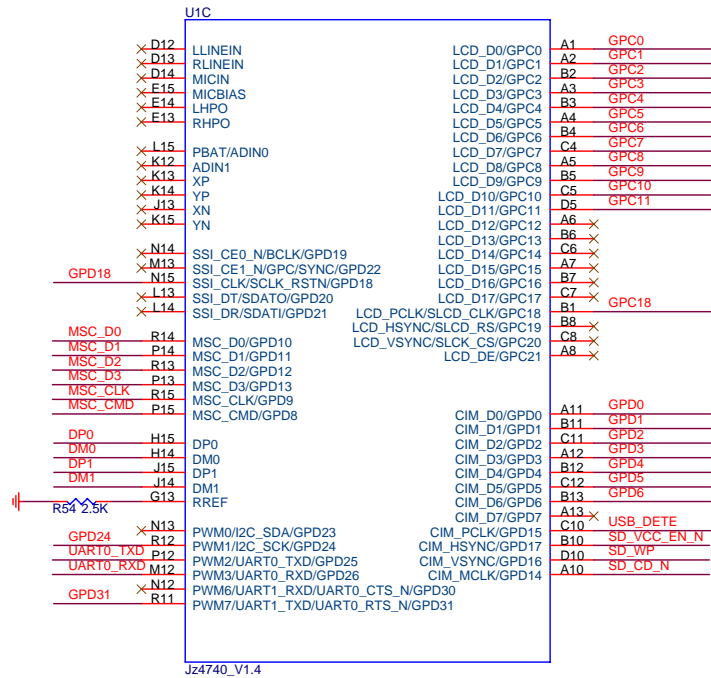 U1C
D12 LLINEIN LCD_D0/GPC0 A1 GPC0
D13 RLINEIN LCD_D1/GPC1 A2 GPC1
D14 MICIN LCD_D2/GPC2 B2 GPC2
E15 MICBIAS LCD_D3/GPC3 A3 GPC3
E14 LHPO LCD_D4/GPC4 B3 GPC4
E13 RHPO LCD_D5/GPC5 A4 GPC5
LCD_D6/GPC6 B4 GPC6
L15 PBAT/ADIN0 LCD_D7/GPC7 C4 GPC7
K12 ADIN1 LCD_D8/GPC8 A5 GPC8
K13 XP LCD_D9/GPC9 B5 GPC9
K14 YP LCD_D10/GPC10 C5 GPC10
J13 XN LCD_D11/GPC11 D5 GPC11
K15 YN LCD_D12/GPC12 A6
LCD_D13/GPC13 B6
N14 SSI_CE0_N/BCLK/GPD19 LCD_D14/GPC14 C6
M13 SSI_CE1_N/GPC/SYNC/GPD22 LCD_D15/GPC15 A7
GPD18 N15 SSI_CLK/SCLK_RSTN/GPD18 LCD_D16/GPC16 B7
L13 SSI_DT/SDATO/GPD20 LCD_D17/GPC17 C7
L14 SSI_DR/SDATI/GPD21 LCD_PCLK/SLCD_CLK/GPC18 B1 GPC18
LCD_HSYNC/SLCD_RS/GPC19 B8
MSC_D0 R14 MSC_D0/GPD10 LCD_VSYNC/SLCK_CS/GPC20 C8
MSC_D1 P14 MSC_D1/GPD11 LCD_DE/GPC21 A8
MSC_D2 R13 MSC_D2/GPD12
MSC_D3 P13 MSC_D3/GPD13
MSC_CLK R15 MSC_CLK/GPD9
MSC_CMD P15 MSC_CMD/GPD8 CIM_D0/GPD0 A11 GPD0
CIM_D1/GPD1 B11 GPD1
DP0 H15 DP0 CIM_D2/GPD2 C11 GPD2
DM0 H14 DM0 CIM_D3/GPD3 A12 GPD3
DP1 J15 DP1 CIM_D4/GPD4 B12 GPD4
DM1 J14 DM1 CIM_D5/GPD5 C12 GPD5
R54 2.5K G13 RREF CIM_D6/GPD6 B13 GPD6
CIM_D7/GPD7 A13
N13 PWM0/I2C_SDA/GPD23 CIM_PCLK/GPD15 C10 USB_DETE
GPD24 R12 PWM1/I2C_SCK/GPD24 CIM_HSYNC/GPD17 B10 SD_VCC_EN_N
UART0_TXD P12 PWM2/UART0_TXD/GPD25 CIM_VSYNC/GPD16 D10 SD_WP
UART0_RXD M12 PWM3/UART0_RXD/GPD26 CIM_MCLK/GPD14 A10 SD_CD_N
N12 PWM6/UART1_RXD/UART0_CTS_N/GPD30
GPD31 R11 PWM7/UART1_TXD/UART0_RTS_N/GPD31
Jz4740_V1.4